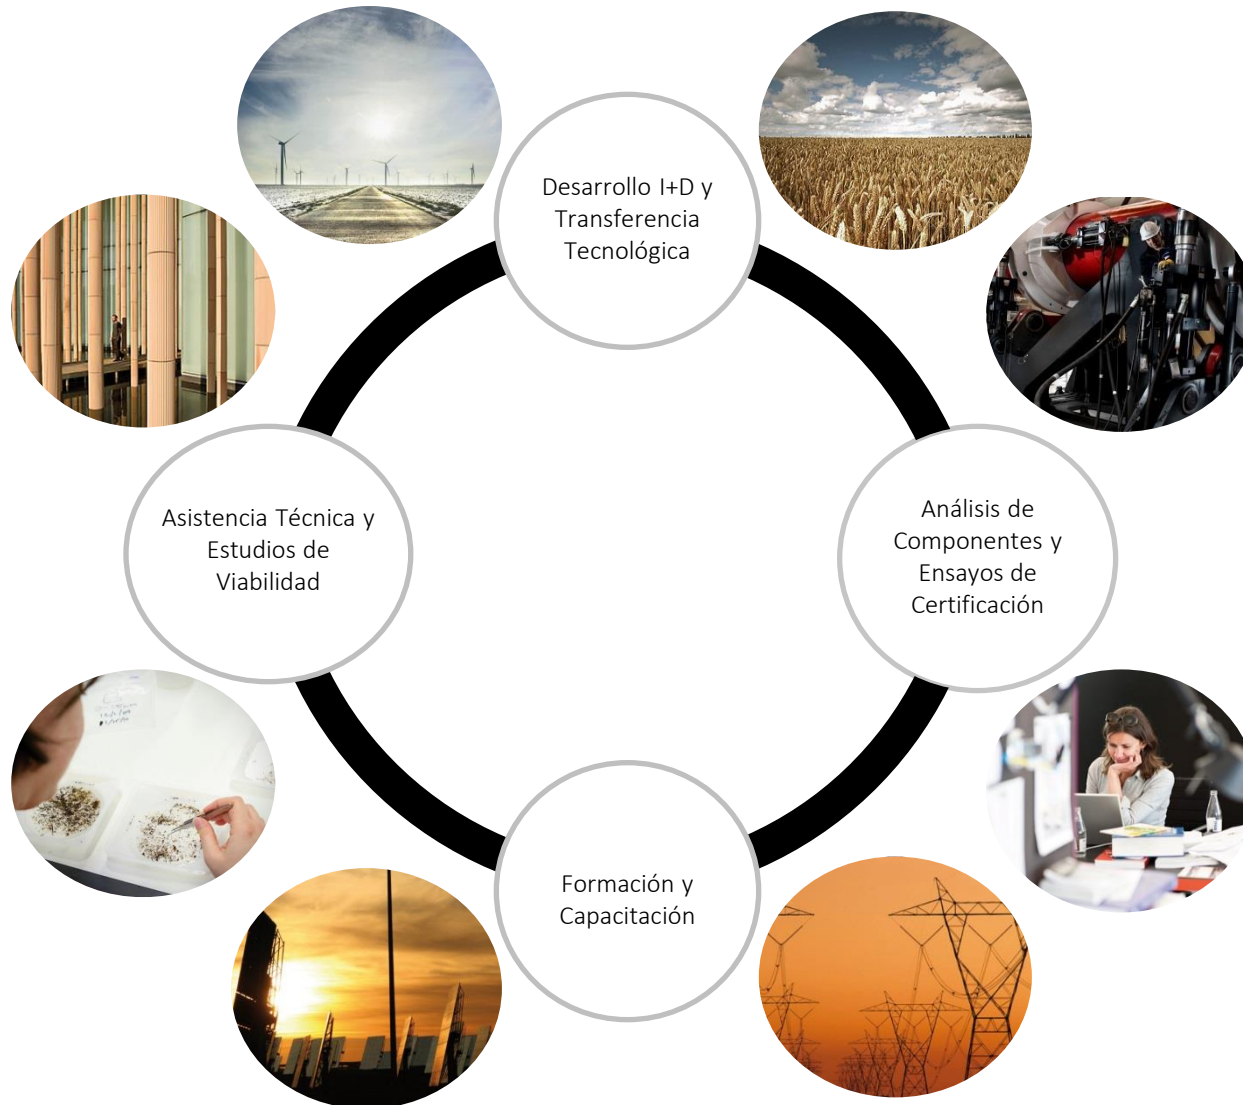 Desarrollo I+D y
Transferencia
Tecnológica
Asistencia Técnica y
Estudios de
Viabilidad
Análisis de
Componentes y
Ensayos de
Certificación
Formación y
Capacitación